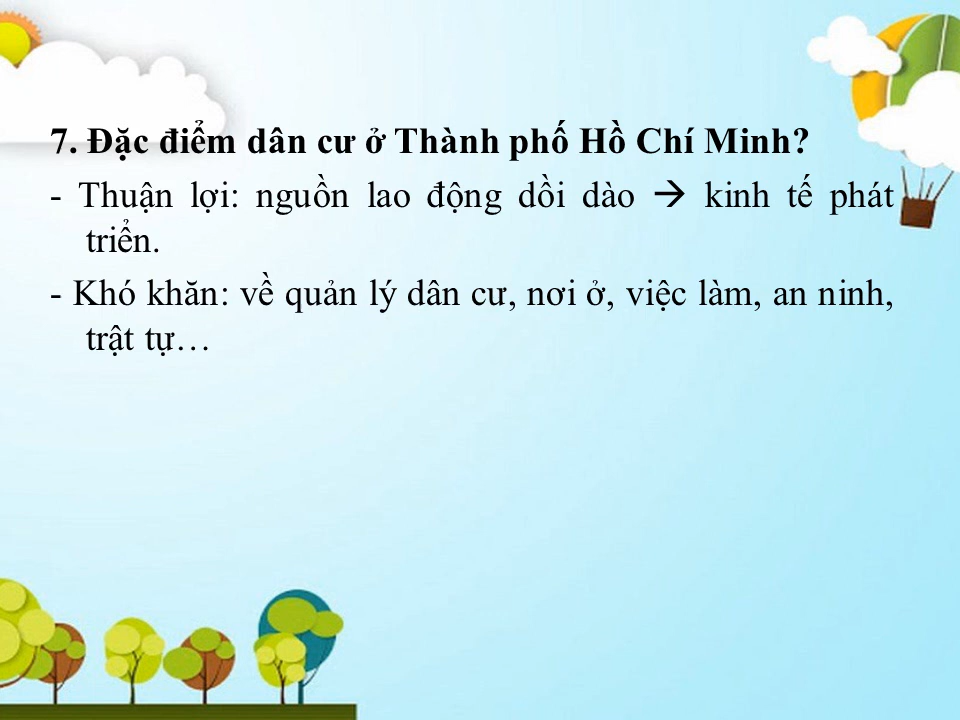 7. Đặc điểm dân cư ở Thành phố Hồ Chí Minh?
- Thuận lợi: nguồn lao động dồi dào → kinh tế phát
triển.
- Khó khăn: về quản lý dân cư, nơi ở, việc làm, an ninh,
trật tự…